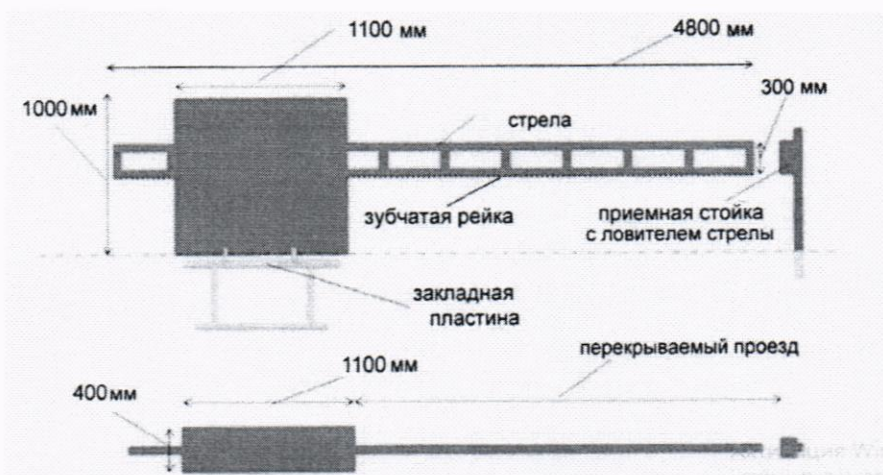 1100 мм
4800 мм
1000 мм
300 мм
стрела
зубчатая рейка
приемная стойка
с ловителем стрелы
закладная
пластина
1100 мм
перекрываемый проезд
400 мм